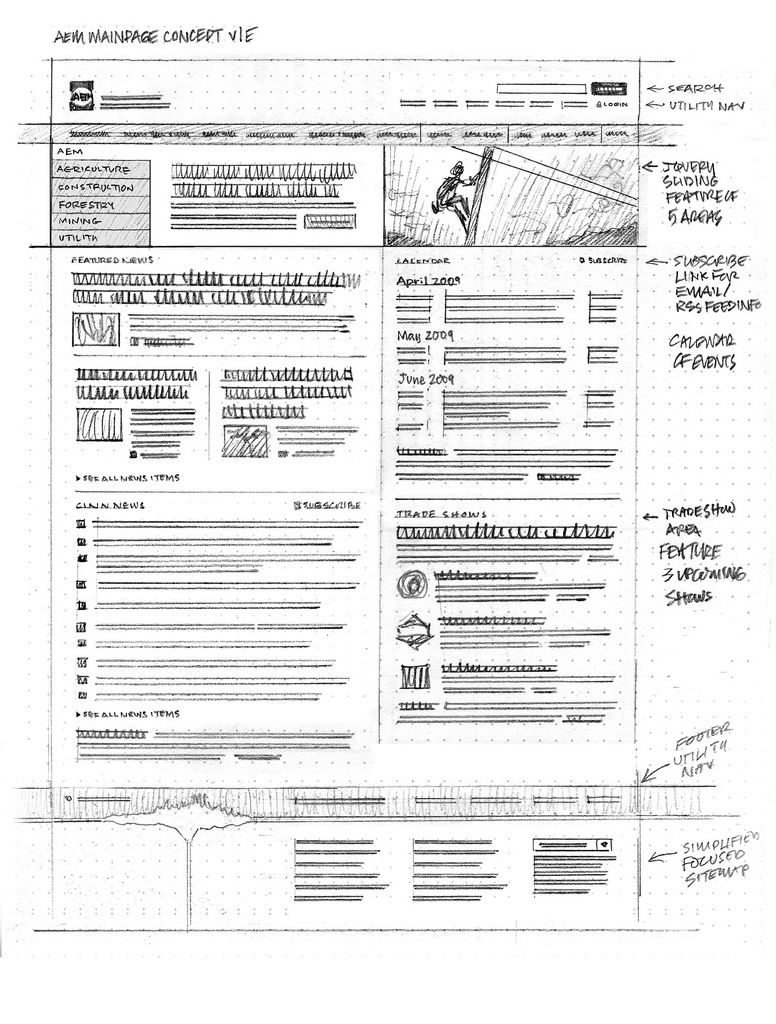 AEM MAINPAGE CONCEPT V1E
AEM
← SEARCH
← UTILITY NAV
LOGIN
AEM
AGRICULTURE
CONSTRUCTION
FORESTRY
MINING
UTILITY
← JQUERY
SLIDING
FEATURE OF
5 AREAS
FEATURED NEWS
CALENDAR
SUBSCRIBE
← SUBSCRIBE
LINK FOR
EMAIL/
RSS FEED INFO
CALENDAR
OF EVENTS
April 2009
May 2009
June 2009
▸ SEE ALL NEWS ITEMS
NEWS
SUBSCRIBE
TRADE SHOWS
← TRADESHOW
AREA
FEATURE
3 UPCOMING
SHOWS
▸ SEE ALL NEWS ITEMS
FOOTER
UTILITY
NAV
← SIMPLIFIED
FOCUSED
SITEMAP